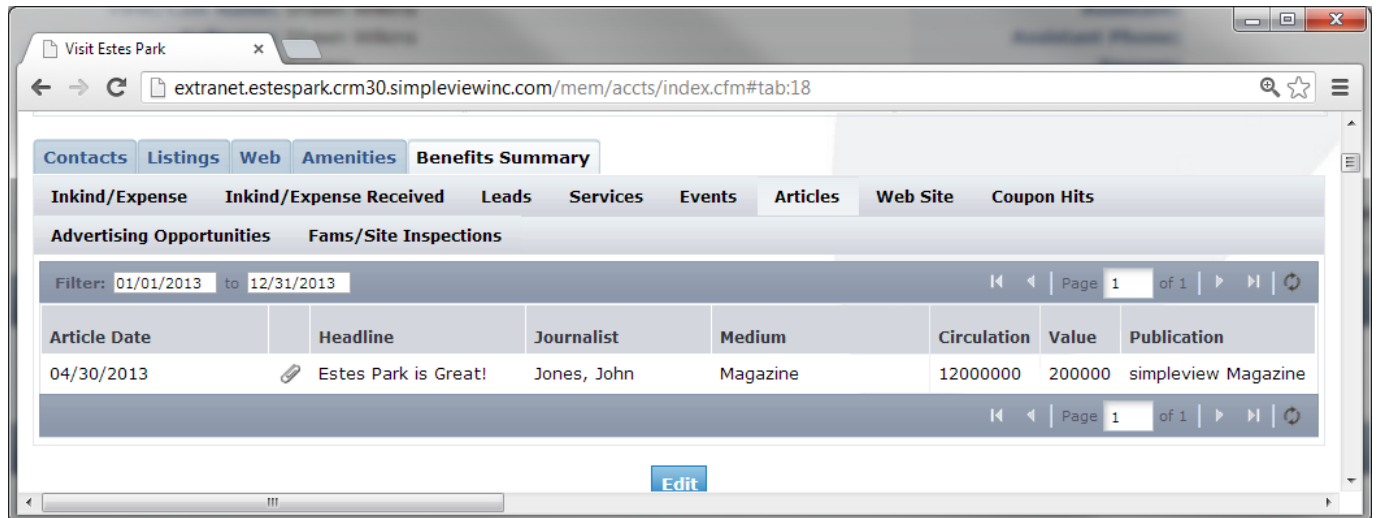 Visit Estes Park
extranet.estespark.crm30.simpleviewinc.com/mem/accts/index.cfm#tab:18
Contacts Listings Web Amenities Benefits Summary
Inkind/Expense Inkind/Expense Received Leads Services Events Articles Web Site Coupon Hits
Advertising Opportunities Fams/Site Inspections
Filter: 01/01/2013 to 12/31/2013 Page 1 of 1
Article Date Headline Journalist Medium Circulation Value Publication
04/30/2013 Estes Park is Great! Jones, John Magazine 12000000 200000 simpleview Magazine
Page 1 of 1
Edit